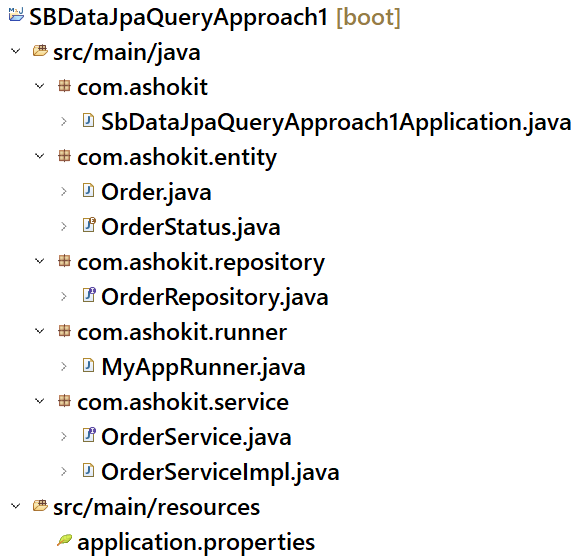 SBDataJpaQueryApproach1 [boot]
src/main/java
com.ashokit
SbDataJpaQueryApproach1Application.java
com.ashokit.entity
Order.java
OrderStatus.java
com.ashokit.repository
OrderRepository.java
com.ashokit.runner
MyAppRunner.java
com.ashokit.service
OrderService.java
OrderServiceImpl.java
src/main/resources
application.properties